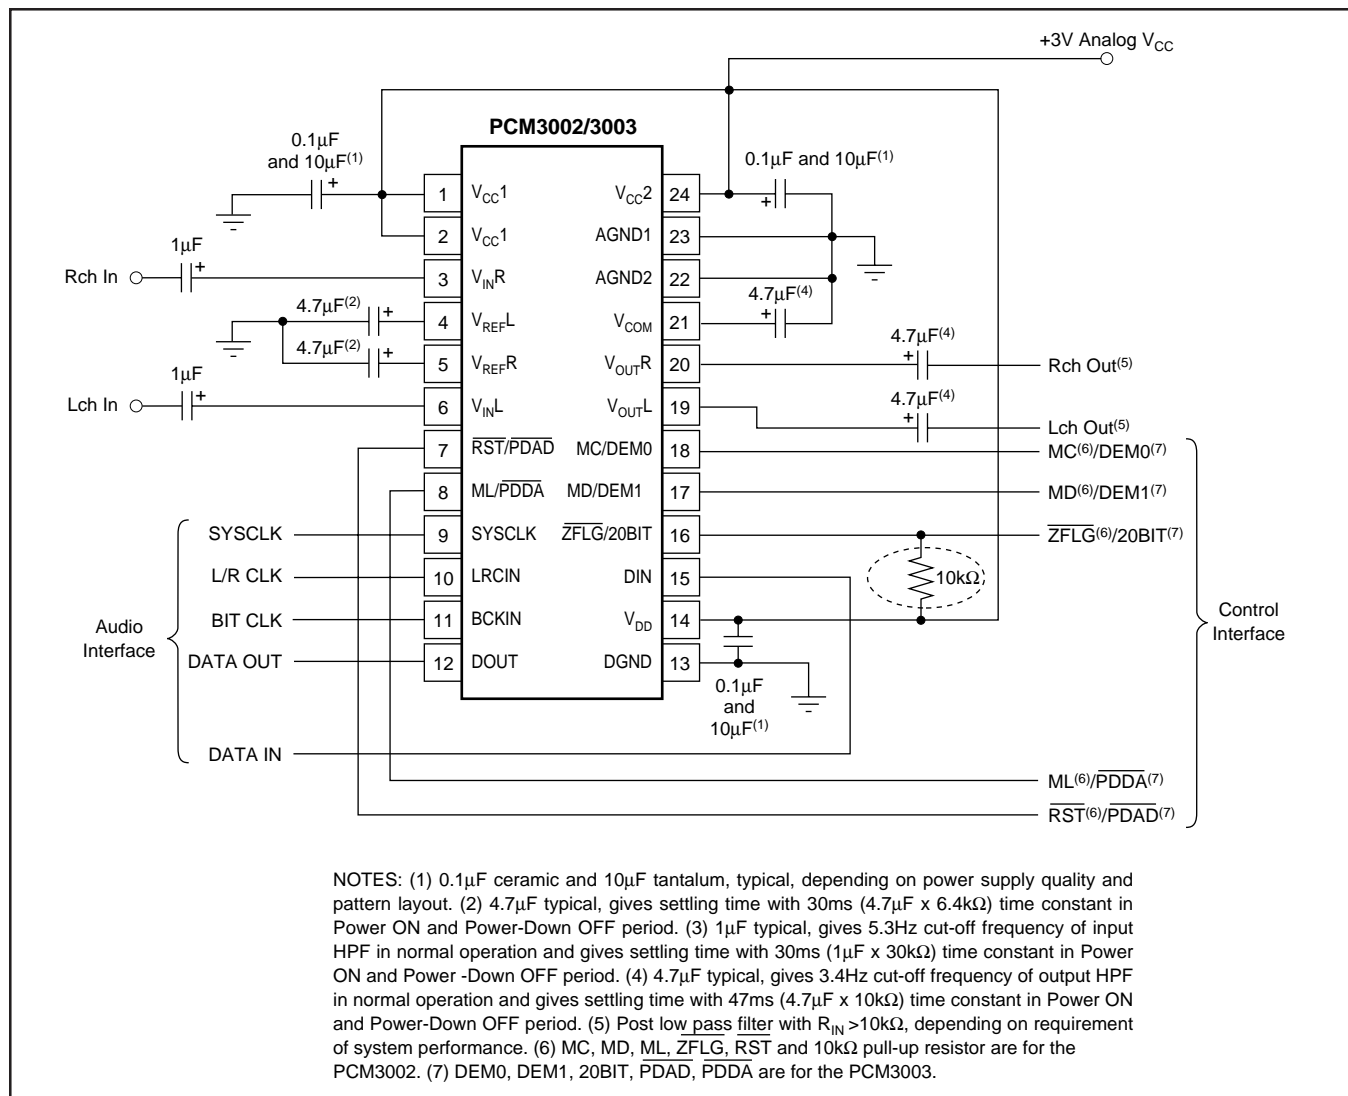 +3V Analog VCC
PCM3002/3003
0.1µF
and 10µF(1)
0.1µF and 10µF(1)
1 VCC1 VCC2 24
2 VCC1 AGND1 23
1µF
Rch In
3 VINR AGND2 22
4.7µF(2)
4.7µF(4)
4 VREFL VCOM 21
4.7µF(2)
4.7µF(4)
5 VREFR VOUTR 20
Rch Out(5)
1µF
4.7µF(4)
Lch In
6 VINL VOUTL 19
Lch Out(5)
7 R̅S̅T̅/P̅D̅A̅D̅ MC/DEM0 18
MC(6)/DEM0(7)
8 ML/P̅D̅D̅A̅ MD/DEM1 17
MD(6)/DEM1(7)
SYSCLK
9 SYSCLK Z̅F̅L̅G̅/20BIT 16
Z̅F̅L̅G̅(6)/20BIT(7)
L/R CLK
10 LRCIN DIN 15
10kΩ
BIT CLK
11 BCKIN VDD 14
Audio
Interface
Control
Interface
DATA OUT
12 DOUT DGND 13
0.1µF
and
10µF(1)
DATA IN
ML(6)/P̅D̅D̅A̅(7)
R̅S̅T̅(6)/P̅D̅A̅D̅(7)
NOTES: (1) 0.1µF ceramic and 10µF tantalum, typical, depending on power supply quality and
pattern layout. (2) 4.7µF typical, gives settling time with 30ms (4.7µF x 6.4kΩ) time constant in
Power ON and Power-Down OFF period. (3) 1µF typical, gives 5.3Hz cut-off frequency of input
HPF in normal operation and gives settling time with 30ms (1µF x 30kΩ) time constant in Power
ON and Power -Down OFF period. (4) 4.7µF typical, gives 3.4Hz cut-off frequency of output HPF
in normal operation and gives settling time with 47ms (4.7µF x 10kΩ) time constant in Power ON
and Power-Down OFF period. (5) Post low pass filter with RIN >10kΩ, depending on requirement
of system performance. (6) MC, MD, ML, Z̅F̅L̅G̅, R̅S̅T̅ and 10kΩ pull-up resistor are for the
PCM3002. (7) DEM0, DEM1, 20BIT, P̅D̅A̅D̅, P̅D̅D̅A̅ are for the PCM3003.